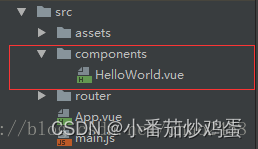 src
assets
components
HelloWorld.vue
router
App.vue
CSDN @小番茄炒鸡蛋
main.js